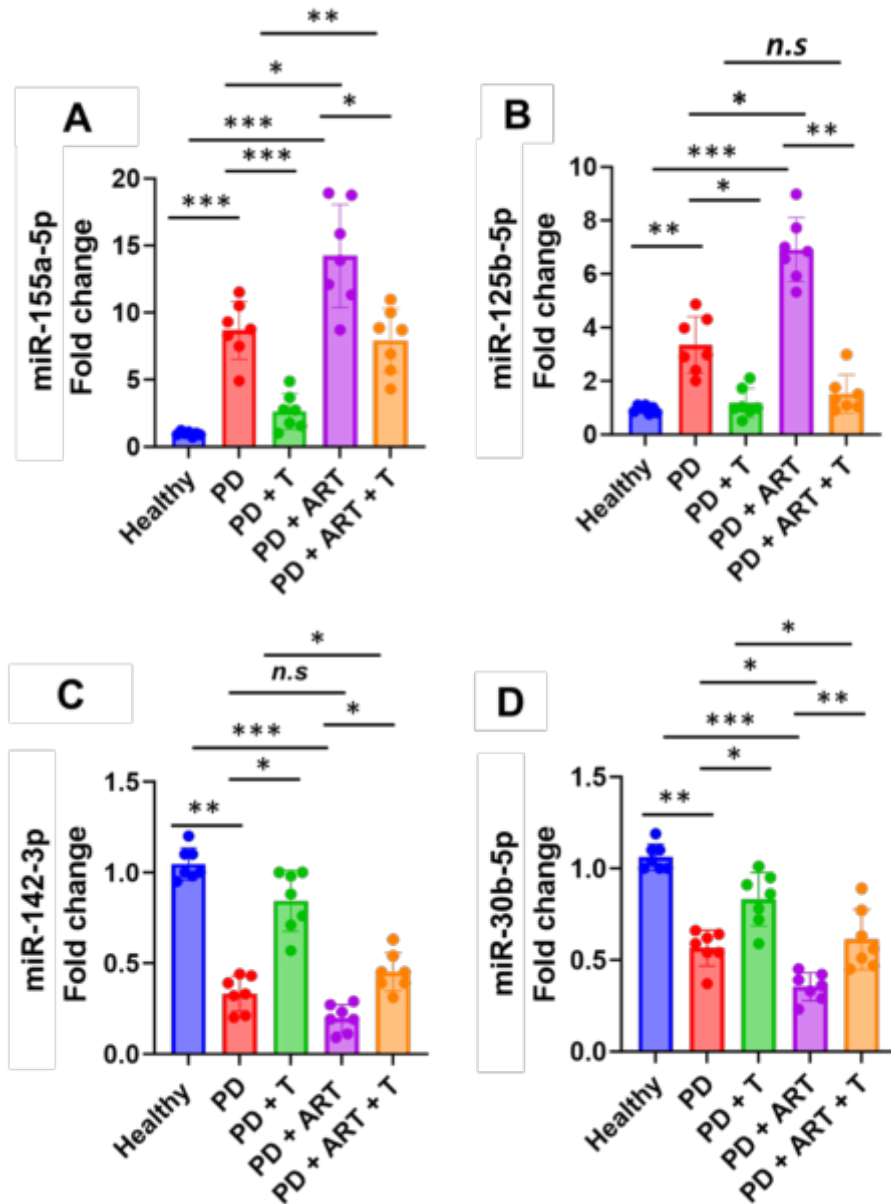 A
**
*
*
***
***
***
miR-155a-5p
Fold change
20
15
10
5
0
Healthy
PD
PD + T
PD + ART
PD + ART + T
B
n.s
*
**
***
*
**
miR-125b-5p
Fold change
10
8
6
4
2
0
Healthy
PD
PD + T
PD + ART
PD + ART + T
C
*
n.s
*
***
*
**
miR-142-3p
Fold change
1.5
1.0
0.5
0.0
Healthy
PD
PD + T
PD + ART
PD + ART + T
D
*
*
**
***
*
**
miR-30b-5p
Fold change
1.5
1.0
0.5
0.0
Healthy
PD
PD + T
PD + ART
PD + ART + T